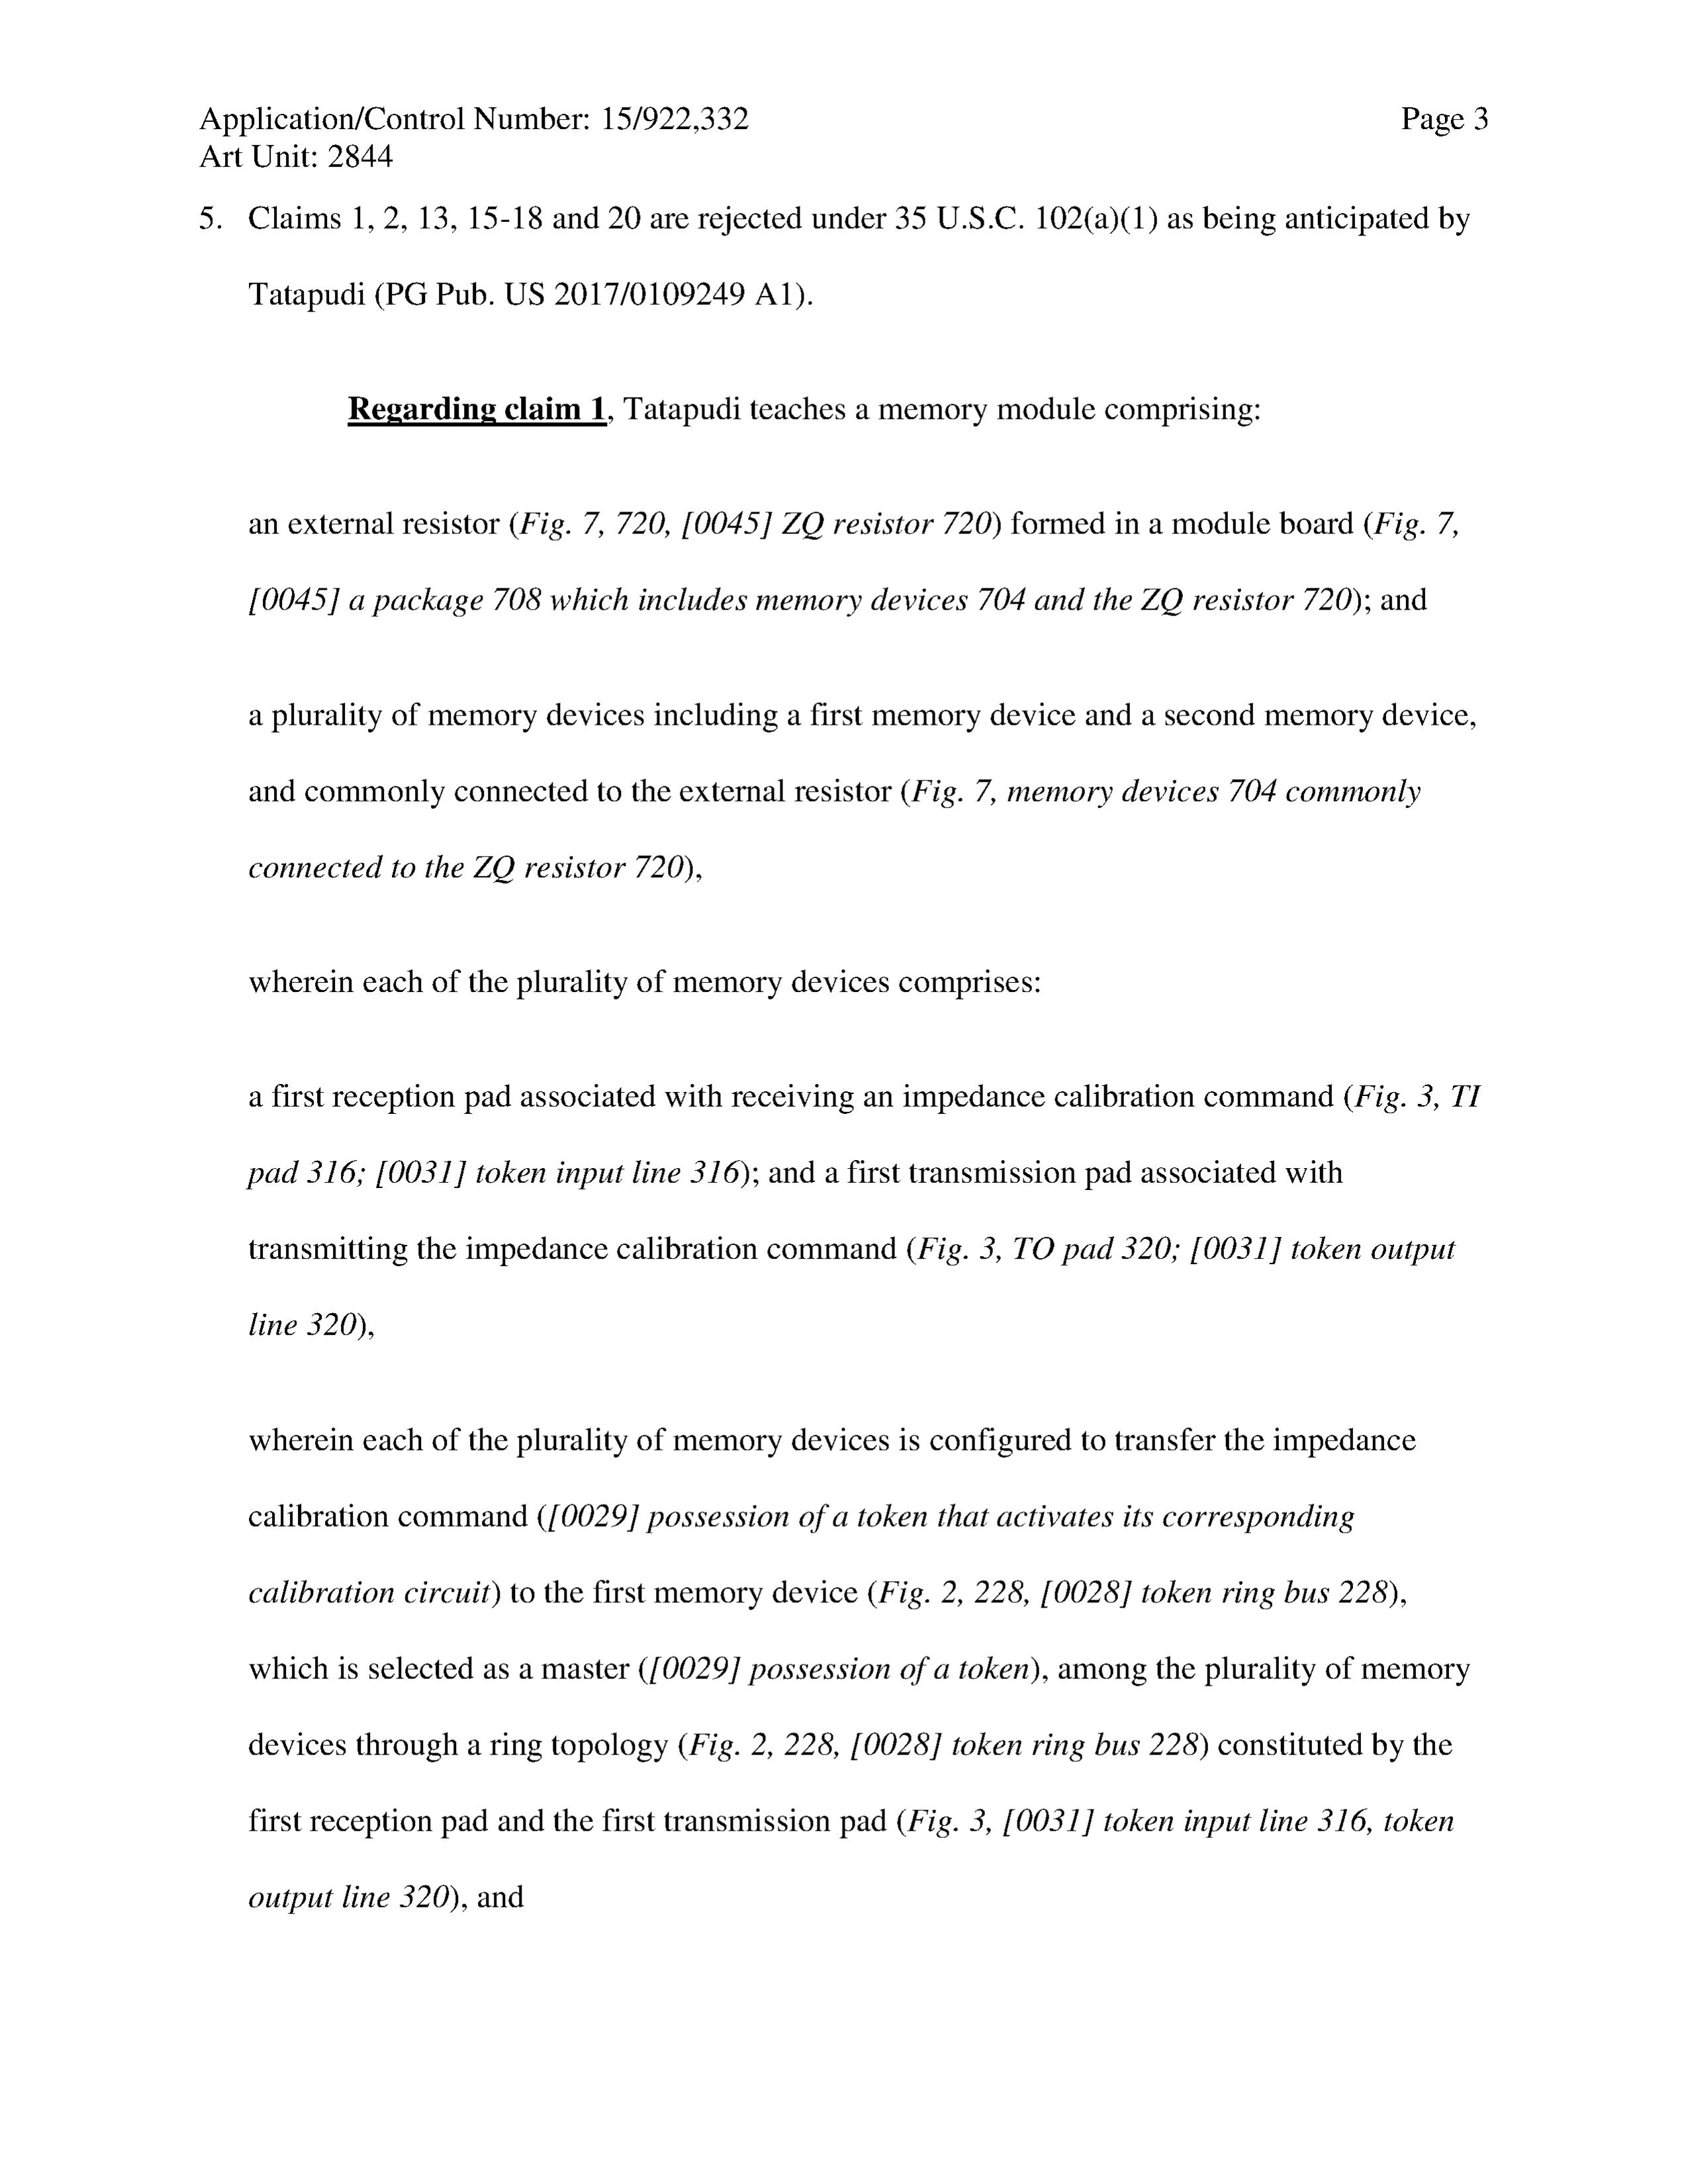 Application/Control Number: 15/922,332 Page 3
Art Unit: 2844
5. Claims 1, 2, 13, 15-18 and 20 are rejected under 35 U.S.C. 102(a)(1) as being anticipated by
Tatapudi (PG Pub. US 2017/0109249 A1).
Regarding claim 1, Tatapudi teaches a memory module comprising:
an external resistor (Fig. 7, 720, [0045] ZQ resistor 720) formed in a module board (Fig. 7,
[0045] a package 708 which includes memory devices 704 and the ZQ resistor 720); and
a plurality of memory devices including a first memory device and a second memory device,
and commonly connected to the external resistor (Fig. 7, memory devices 704 commonly
connected to the ZQ resistor 720),
wherein each of the plurality of memory devices comprises:
a first reception pad associated with receiving an impedance calibration command (Fig. 3, TI
pad 316; [0031] token input line 316); and a first transmission pad associated with
transmitting the impedance calibration command (Fig. 3, TO pad 320; [0031] token output
line 320),
wherein each of the plurality of memory devices is configured to transfer the impedance
calibration command ([0029] possession of a token that activates its corresponding
calibration circuit) to the first memory device (Fig. 2, 228, [0028] token ring bus 228),
which is selected as a master ([0029] possession of a token), among the plurality of memory
devices through a ring topology (Fig. 2, 228, [0028] token ring bus 228) constituted by the
first reception pad and the first transmission pad (Fig. 3, [0031] token input line 316, token
output line 320), and